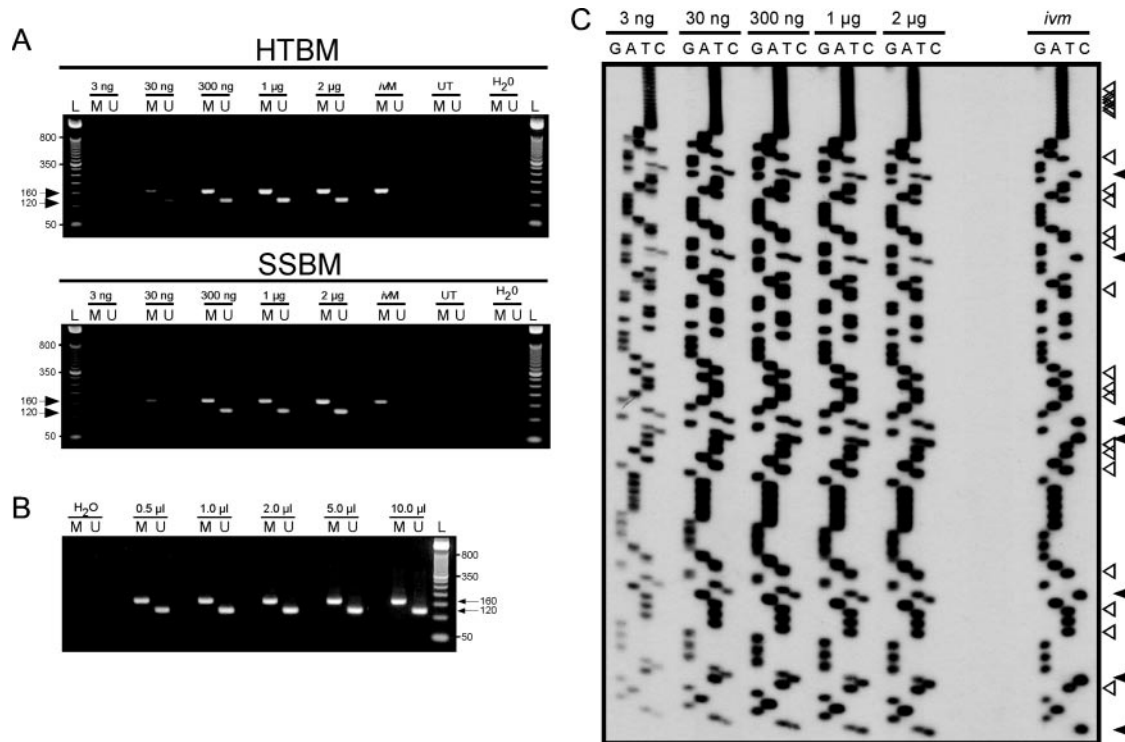 A
HTBM
3 ng 30 ng 300 ng 1 µg 2 µg ivM UT H20
L M U M U M U M U M U M U M U M U L
800
350
160
120
50
SSBM
3 ng 30 ng 300 ng 1 µg 2 µg ivM UT H20
L M U M U M U M U M U M U M U M U L
800
350
160
120
50
B
H2O 0.5 µl 1.0 µl 2.0 µl 5.0 µl 10.0 µl
M U M U M U M U M U M U L
800
350
160
120
50
C
3 ng 30 ng 300 ng 1 µg 2 µg ivm
G A T C G A T C G A T C G A T C G A T C G A T C